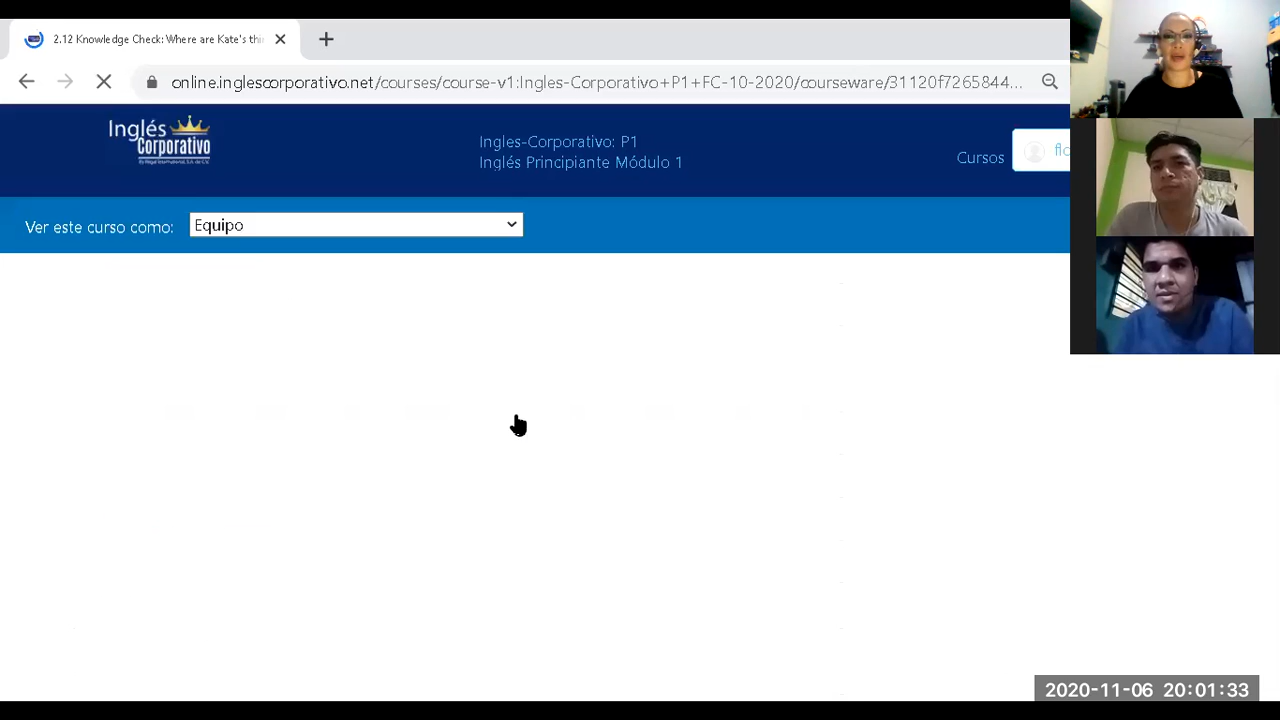 2.12 Knowledge Check: Where are Kate's thi
online.inglescorporativo.net/courses/course-v1:Ingles-Corporativo+P1+FC-10-2020/courseware/31120f7265844...
Inglés
Corporativo
Ingles-Corporativo: P1
Inglés Principiante Módulo 1
Cursos
flo
Ver este curso como:
Equipo
2020-11-06 20:01:33